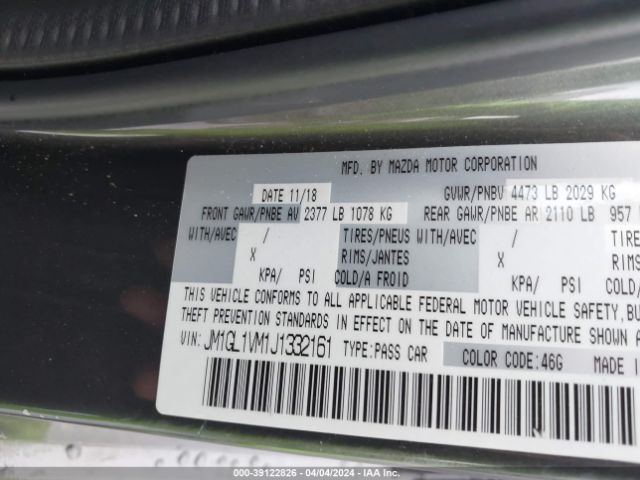 MFD. BY MAZDA MOTOR CORPORATION
DATE 11/18 GVWR/PNBV 4473 LB 2029 KG
FRONT GAWR/PNBE AV 2377 LB 1078 KG REAR GAWR/PNBE AR 2110 LB 957
WITH/AVEC / TIRES/PNEUS WITH/AVEC / TIRES
X RIMS/JANTES X RIMS
KPA/ PSI COLD/A FROID KPA/ PSI COLD/
THIS VEHICLE CONFORMS TO ALL APPLICABLE FEDERAL MOTOR VEHICLE SAFETY, BU
THEFT PREVENTION STANDARDS IN EFFECT ON THE DATE OF MANUFACTURE SHOWN A
VIN: JM1GL1VM1J1332161 TYPE:PASS CAR COLOR CODE:46G MADE I
000-39122826 - 04/04/2024 - IAA Inc.